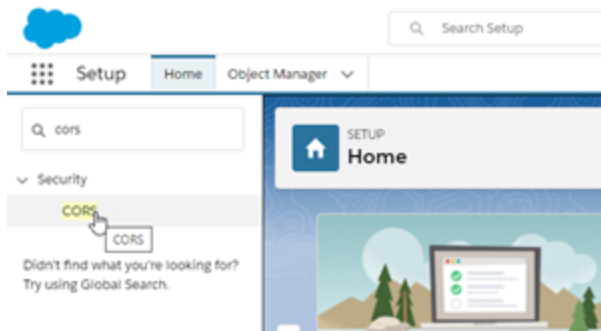 Search Setup
Setup
Home
Object Manager
cors
SETUP
Home
Security
CORS
CORS
Didn't find what you're looking for?
Try using Global Search.